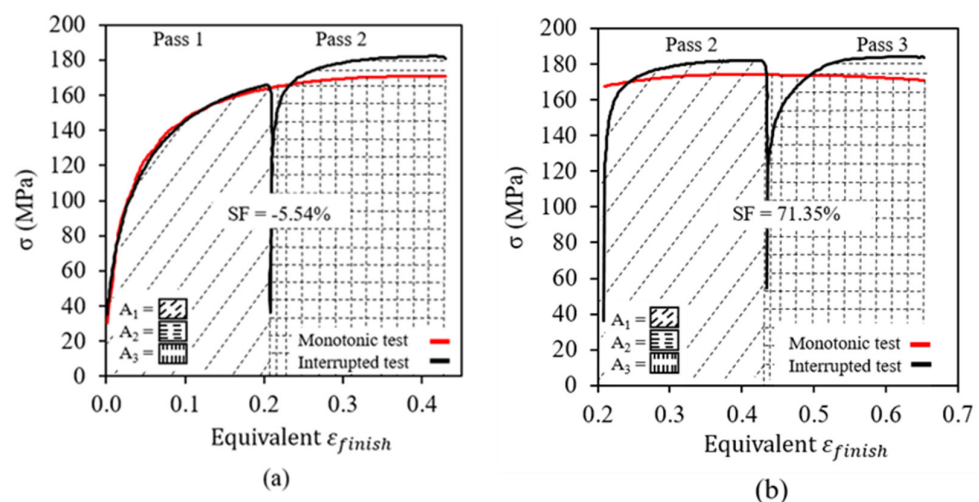 200
180
160
140
120
100
80
60
40
20
0
σ (MPa)
Pass 1
Pass 2
SF = -5.54%
A₁ =
A₂ =
A₃ =
Monotonic test
Interrupted test
0.0
0.1
0.2
0.3
0.4
Equivalent ε_finish
(a)
200
180
160
140
120
100
80
60
40
20
0
σ (MPa)
Pass 2
Pass 3
SF = 71.35%
A₁ =
A₂ =
A₃ =
Monotonic test
Interrupted test
0.2
0.3
0.4
0.5
0.6
0.7
Equivalent ε_finish
(b)